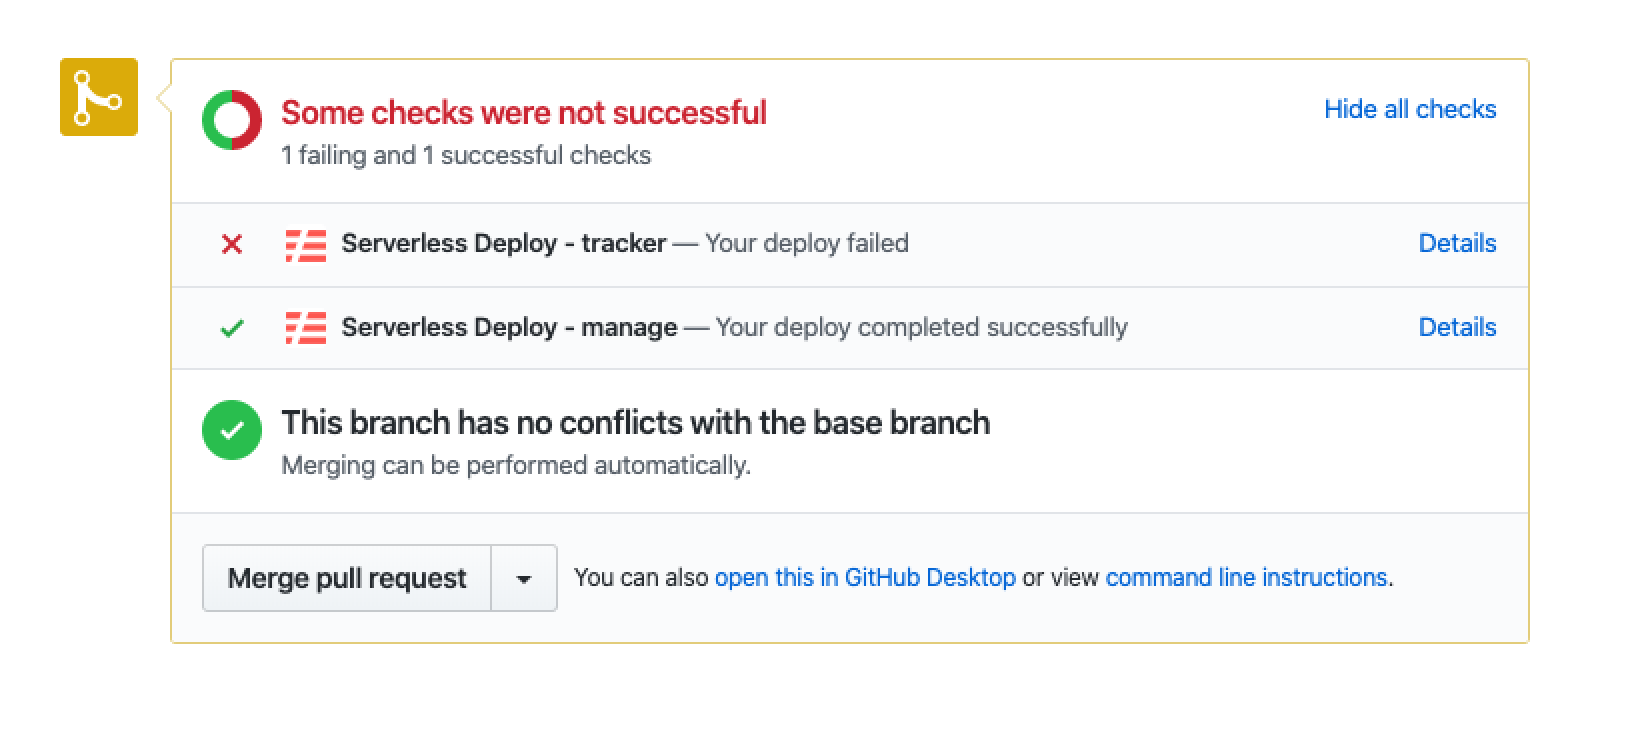 Some checks were not successful
Hide all checks
1 failing and 1 successful checks
Serverless Deploy - tracker — Your deploy failed
Details
Serverless Deploy - manage — Your deploy completed successfully
Details
This branch has no conflicts with the base branch
Merging can be performed automatically.
Merge pull request
You can also open this in GitHub Desktop or view command line instructions.